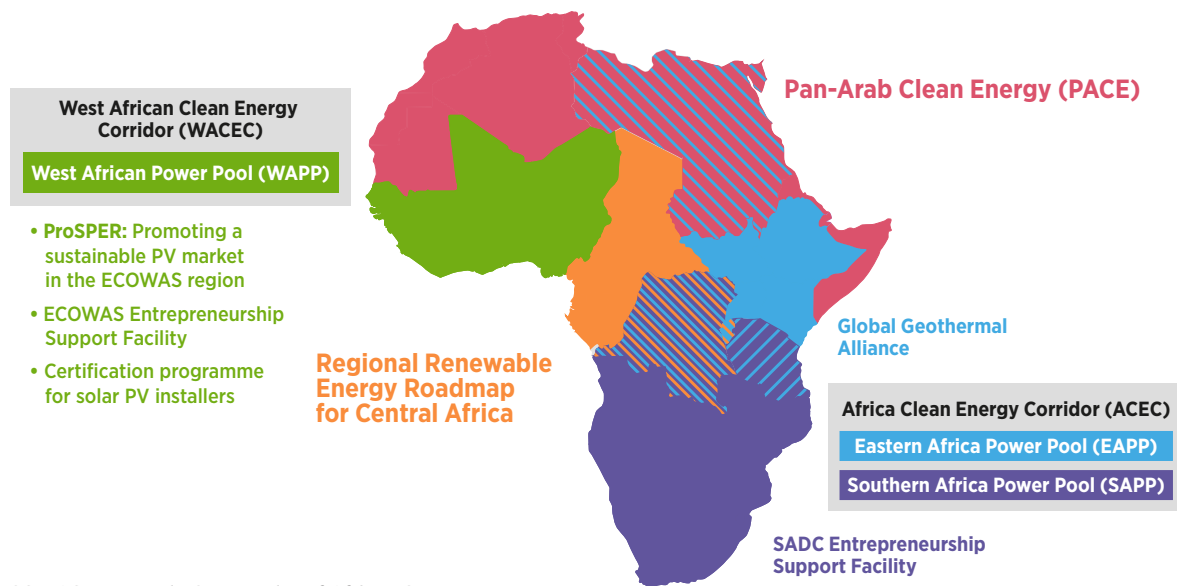 West African Clean Energy
Corridor (WACEC)
West African Power Pool (WAPP)
• ProSPER: Promoting a
sustainable PV market
in the ECOWAS region
• ECOWAS Entrepreneurship
Support Facility
• Certification programme
for solar PV installers
Pan-Arab Clean Energy (PACE)
Regional Renewable
Energy Roadmap
for Central Africa
Global Geothermal
Alliance
Africa Clean Energy Corridor (ACEC)
Eastern Africa Power Pool (EAPP)
Southern Africa Power Pool (SAPP)
SADC Entrepreneurship
Support Facility